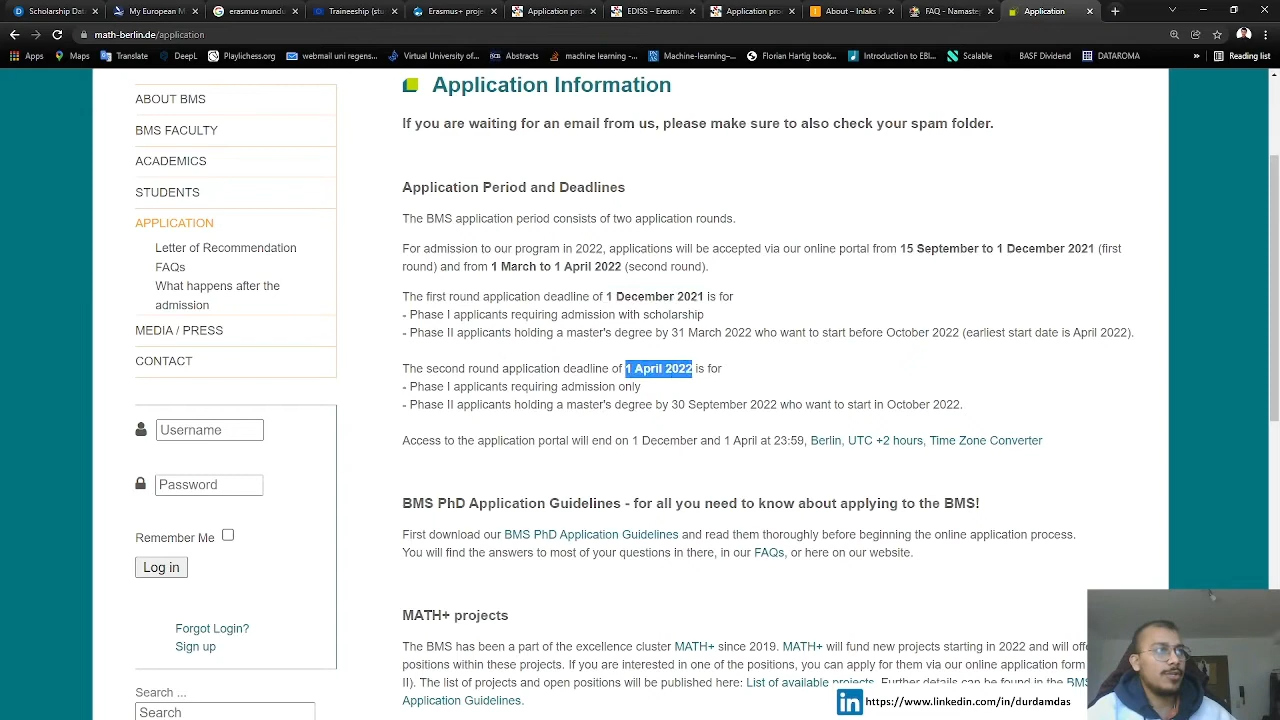 Scholarship Dat
My European M
erasmus mundu
Traineeship (stu
Erasmus+ proje
Application pro
EDISS – Erasmu
Application pro
About – Inlaks F
FAQ - Namaste
Application
math-berlin.de/application
Apps
Maps
Translate
DeepL
Playlichess.org
webmail uni regens...
Virtual University of...
Abstracts
machine learning -...
Machine-learning-...
Florian Hartig book...
Introduction to EBI...
Scalable
BASF Dividend
DATAROMA
»
Reading list
ABOUT BMS
BMS FACULTY
ACADEMICS
STUDENTS
APPLICATION
Letter of Recommendation
FAQs
What happens after the
admission
MEDIA / PRESS
CONTACT
Username
Password
Remember Me
Log in
Forgot Login?
Sign up
Search ...
Search
Application Information
If you are waiting for an email from us, please make sure to also check your spam folder.
Application Period and Deadlines
The BMS application period consists of two application rounds.
For admission to our program in 2022, applications will be accepted via our online portal from 15 September to 1 December 2021 (first
round) and from 1 March to 1 April 2022 (second round).
The first round application deadline of 1 December 2021 is for
- Phase I applicants requiring admission with scholarship
- Phase II applicants holding a master's degree by 31 March 2022 who want to start before October 2022 (earliest start date is April 2022).
The second round application deadline of 1 April 2022 is for
- Phase I applicants requiring admission only
- Phase II applicants holding a master's degree by 30 September 2022 who want to start in October 2022.
Access to the application portal will end on 1 December and 1 April at 23:59, Berlin, UTC +2 hours, Time Zone Converter
BMS PhD Application Guidelines - for all you need to know about applying to the BMS!
First download our BMS PhD Application Guidelines and read them thoroughly before beginning the online application process.
You will find the answers to most of your questions in there, in our FAQs, or here on our website.
MATH+ projects
The BMS has been a part of the excellence cluster MATH+ since 2019. MATH+ will fund new projects starting in 2022 and will offe
positions within these projects. If you are interested in one of the positions, you can apply for them via our online application form
II). The list of projects and open positions will be published here: List of available projects. Further details can be found in the BMS
Application Guidelines.
in https://www.linkedin.com/in/durdamdas